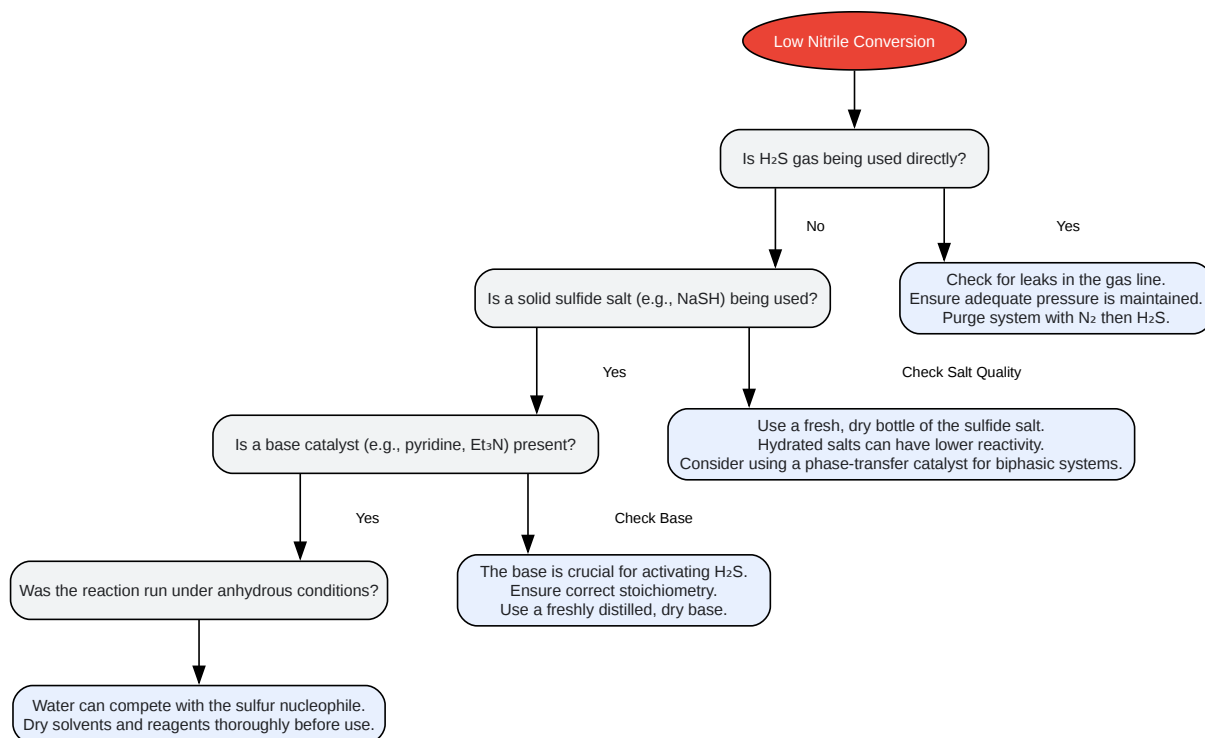 Low Nitrile Conversion
Is H₂S gas being used directly?
No
Yes
Check for leaks in the gas line.
Ensure adequate pressure is maintained.
Purge system with N₂ then H₂S.
Is a solid sulfide salt (e.g., NaSH) being used?
Yes
Check Salt Quality
Use a fresh, dry bottle of the sulfide salt.
Hydrated salts can have lower reactivity.
Consider using a phase-transfer catalyst for biphasic systems.
Is a base catalyst (e.g., pyridine, Et₃N) present?
Yes
Check Base
The base is crucial for activating H₂S.
Ensure correct stoichiometry.
Use a freshly distilled, dry base.
Was the reaction run under anhydrous conditions?
Water can compete with the sulfur nucleophile.
Dry solvents and reagents thoroughly before use.